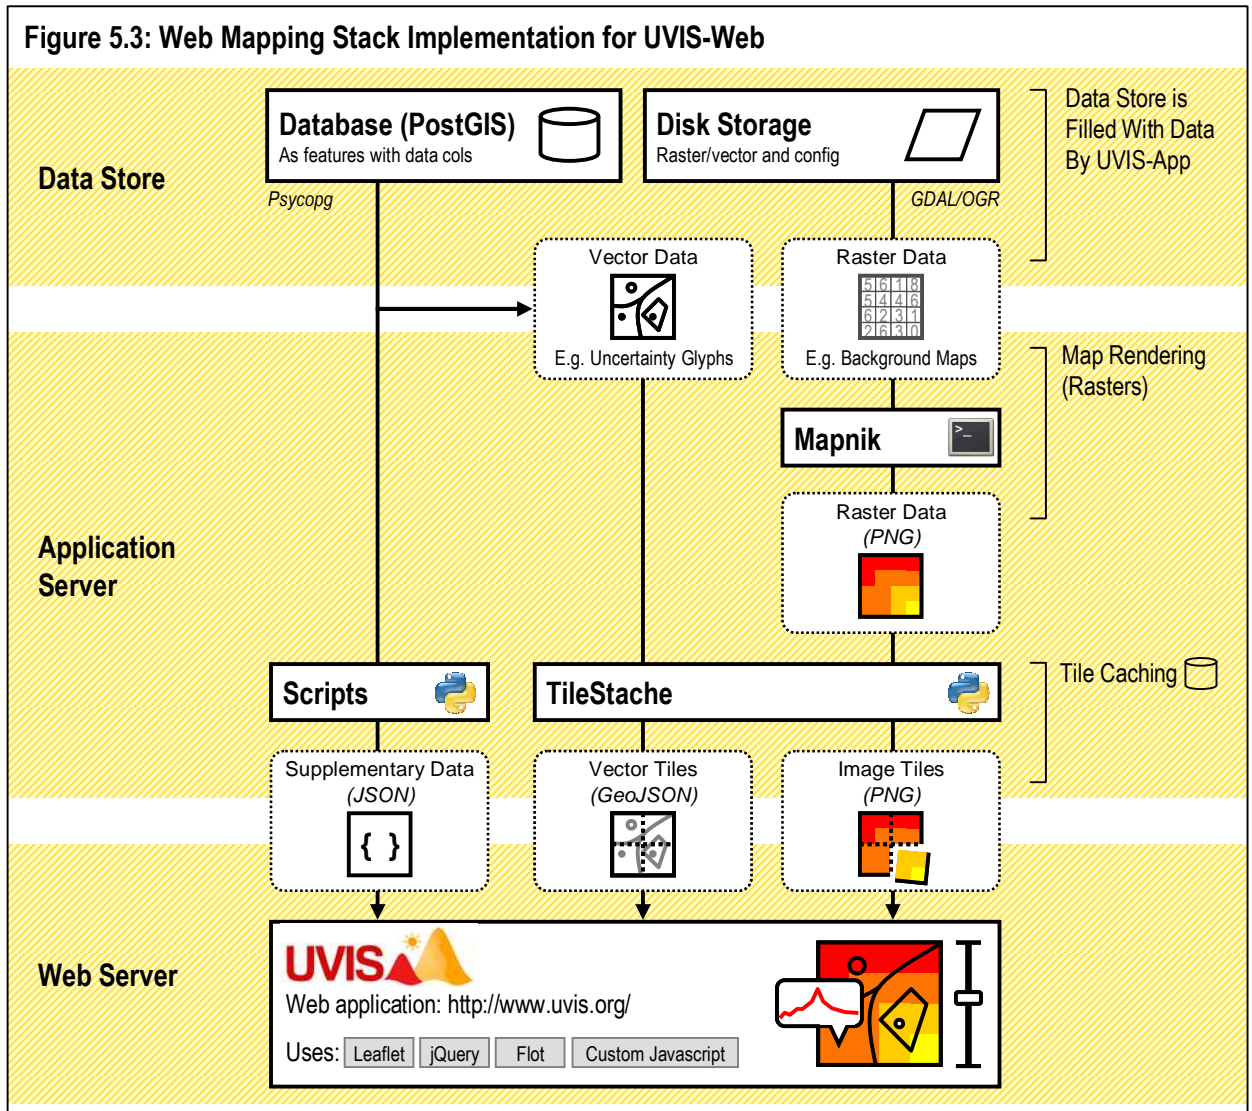 Figure 5.3: Web Mapping Stack Implementation for UVIS-Web
Data Store
Database (PostGIS)
As features with data cols
Disk Storage
Raster/vector and config
Data Store is
Filled With Data
By UVIS-App
Psycopg
GDAL/OGR
Vector Data
E.g. Uncertainty Glyphs
Raster Data
5 6 1 8
5 4 4 6
6 2 3 1
2 6 3 0
E.g. Background Maps
Map Rendering
(Rasters)
Application
Server
Mapnik
>_
Raster Data
(PNG)
Scripts
TileStache
Tile Caching
Supplementary Data
(JSON)
{ }
Vector Tiles
(GeoJSON)
Image Tiles
(PNG)
Web Server
UVIS
Web application: http://www.uvis.org/
Uses: Leaflet jQuery Flot Custom Javascript